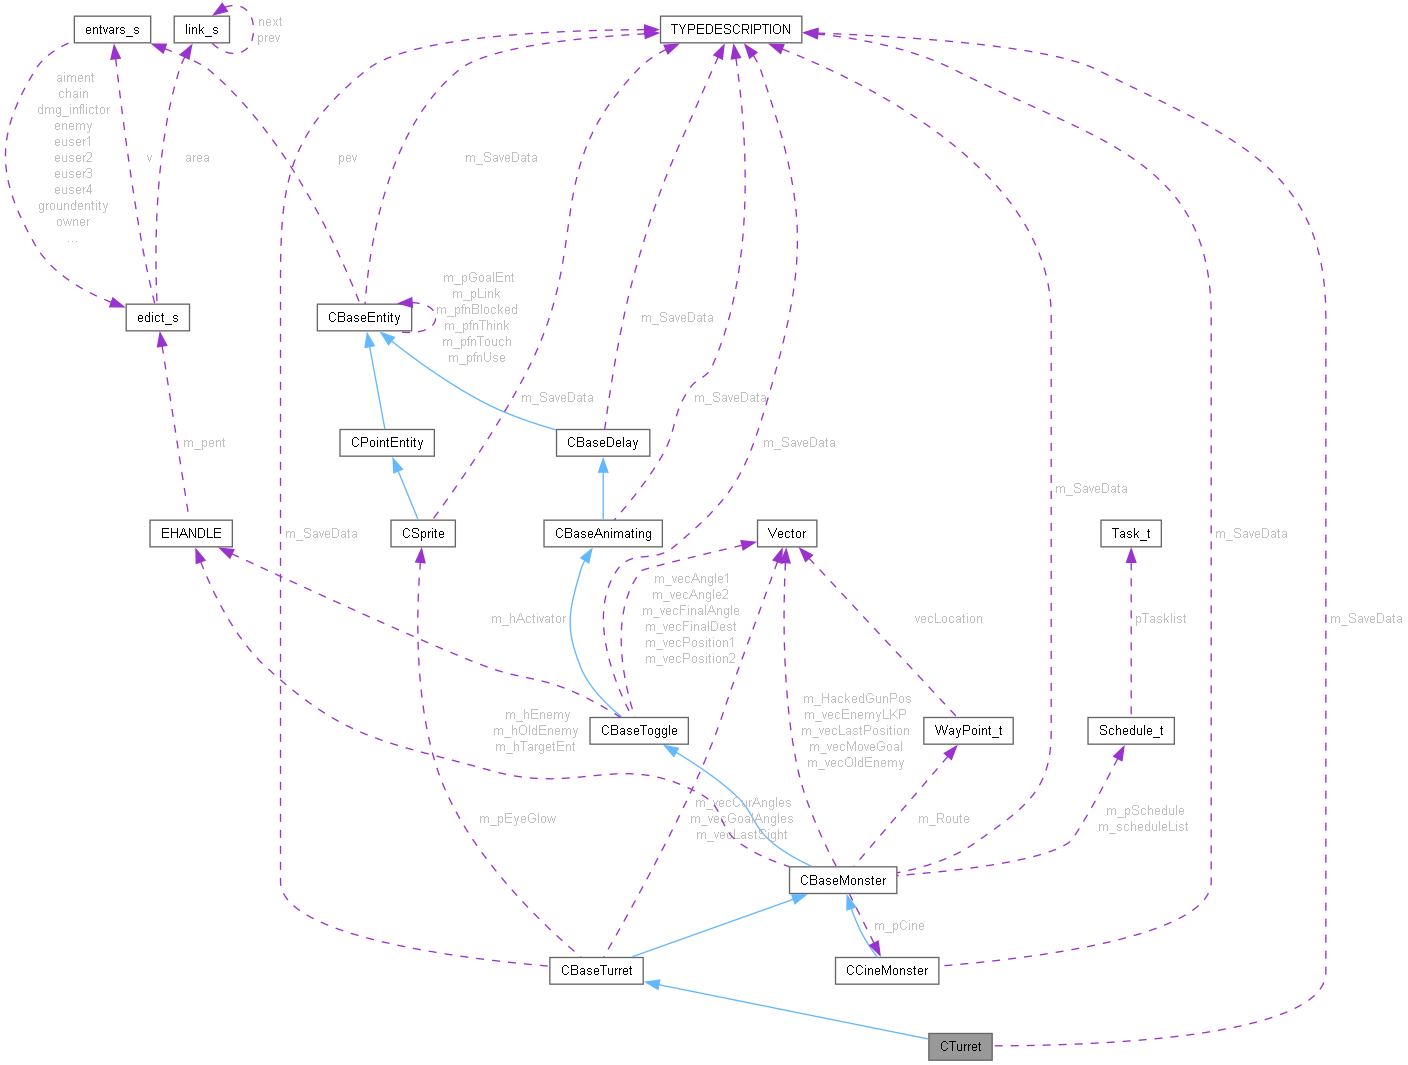 entvars_s
link_s
next
prev
TYPEDESCRIPTION
aiment
chain
dmg_inflictor
enemy
euser1
euser2
euser3
euser4
groundentity
owner
...
v
area
pev
m_SaveData
edict_s
CBaseEntity
m_pGoalEnt
m_pLink
m_pfnBlocked
m_pfnThink
m_pfnTouch
m_pfnUse
m_SaveData
m_SaveData
m_SaveData
m_pent
CPointEntity
CBaseDelay
m_SaveData
m_SaveData
EHANDLE
CSprite
CBaseAnimating
Vector
Task_t
m_SaveData
m_SaveData
m_hActivator
m_vecAngle1
m_vecAngle2
m_vecFinalAngle
m_vecFinalDest
m_vecPosition1
m_vecPosition2
vecLocation
pTasklist
m_SaveData
m_hEnemy
m_hOldEnemy
m_hTargetEnt
CBaseToggle
m_HackedGunPos
m_vecEnemyLKP
m_vecLastPosition
m_vecMoveGoal
m_vecOldEnemy
WayPoint_t
Schedule_t
m_pEyeGlow
m_vecCurAngles
m_vecGoalAngles
m_vecLastSight
m_Route
m_pSchedule
m_scheduleList
CBaseMonster
m_pCine
CBaseTurret
CCineMonster
CTurret